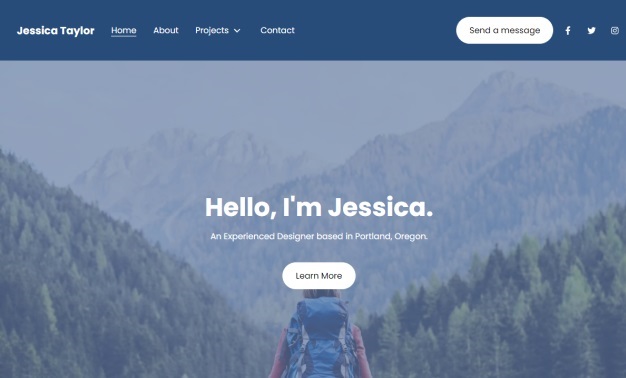 Jessica Taylor Home About Projects Contact Send a message
Hello, I'm Jessica.
An Experienced Designer based in Portland, Oregon.
Learn More